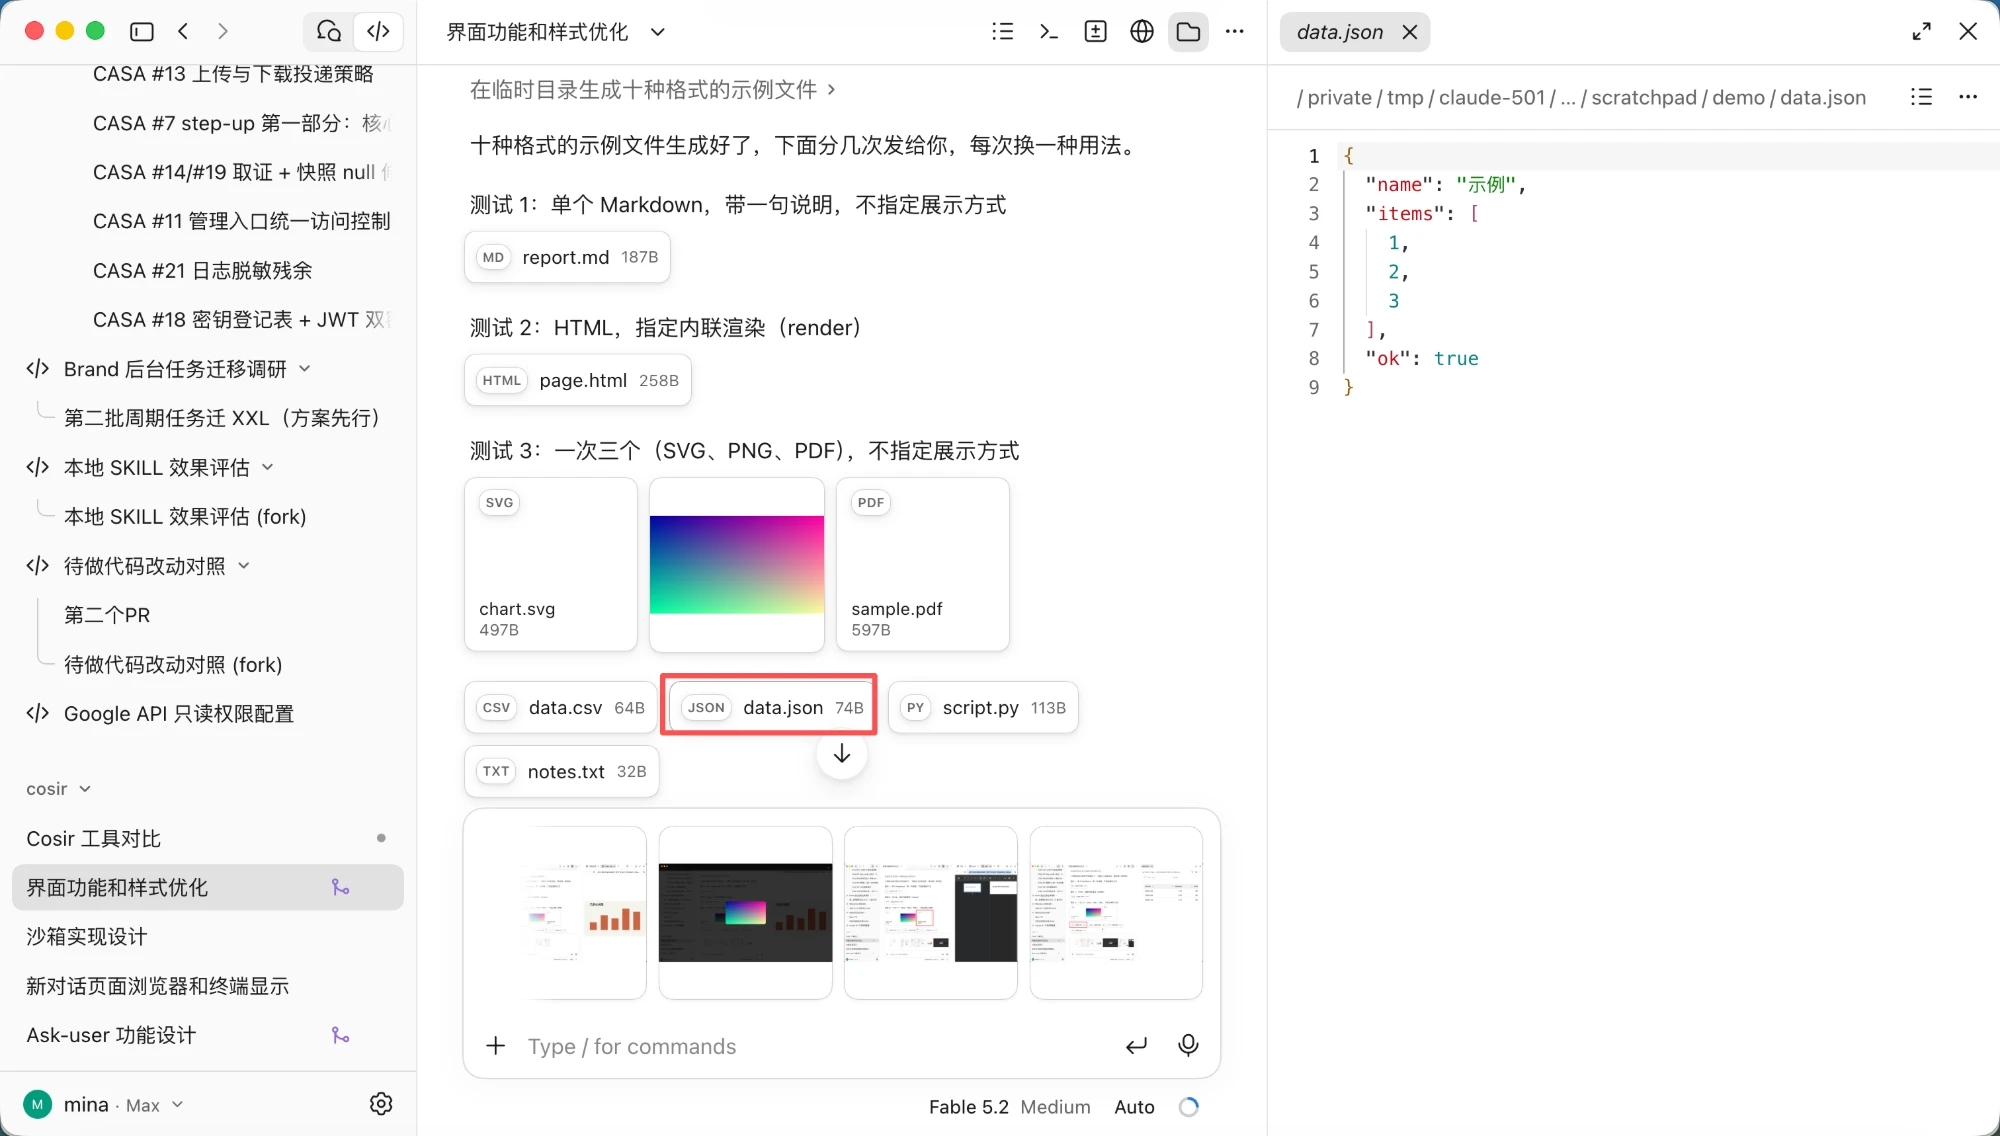 CASA #13 上传与下载投递策略
CASA #7 step-up 第一部分：核
CASA #14/#19 取证 + 快照 null
CASA #11 管理入口统一访问控制
CASA #21 日志脱敏残余
CASA #18 密钥登记表 + JWT 双
Brand 后台任务迁移调研
第二批周期任务迁 XXL（方案先行）
本地 SKILL 效果评估
本地 SKILL 效果评估 (fork)
待做代码改动对照
第二个PR
待做代码改动对照 (fork)
Google API 只读权限配置
cosir
Cosir 工具对比
界面功能和样式优化
沙箱实现设计
新对话页面浏览器和终端显示
Ask-user 功能设计
M mina · Max
界面功能和样式优化
在临时目录生成十种格式的示例文件
十种格式的示例文件生成好了，下面分几次发给你，每次换一种用法。
测试 1：单个 Markdown，带一句说明，不指定展示方式
MD report.md 187B
测试 2：HTML，指定内联渲染（render）
HTML page.html 258B
测试 3：一次三个（SVG、PNG、PDF），不指定展示方式
SVG
chart.svg
497B
PDF
sample.pdf
597B
CSV data.csv 64B
JSON data.json 74B
PY script.py 113B
TXT notes.txt 32B
Type / for commands
Fable 5.2 Medium Auto
data.json
/ private / tmp / claude-501 / ... / scratchpad / demo / data.json
1 {
2 "name": "示例",
3 "items": [
4 1,
5 2,
6 3
7 ],
8 "ok": true
9 }